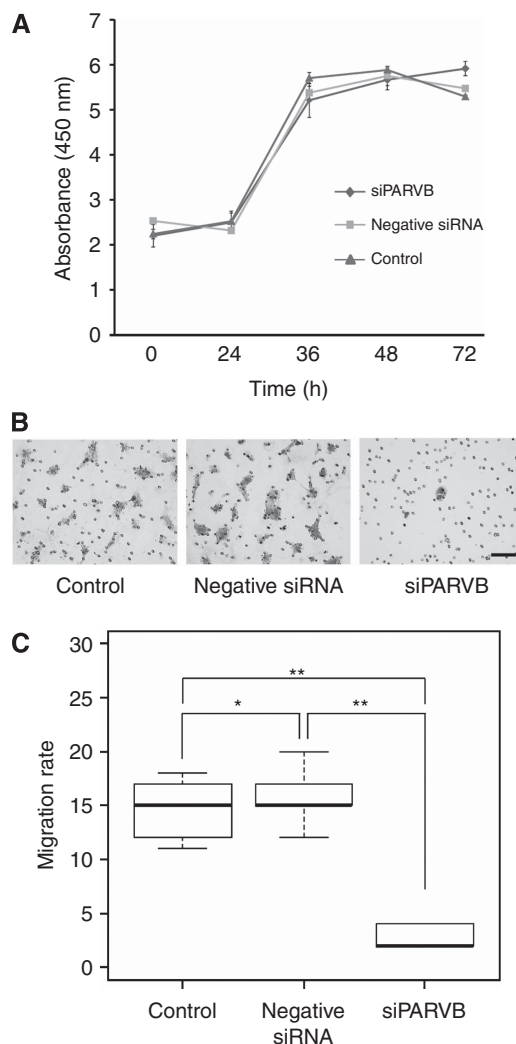 A
Absorbance (450 nm)
7
6
5
4
3
2
1
0
siPARVB
Negative siRNA
Control
0 24 36 48 72
Time (h)
B
Control Negative siRNA siPARVB
C
Migration rate
30
25
20
15
10
5
0
**
* **
Control Negative siPARVB
siRNA